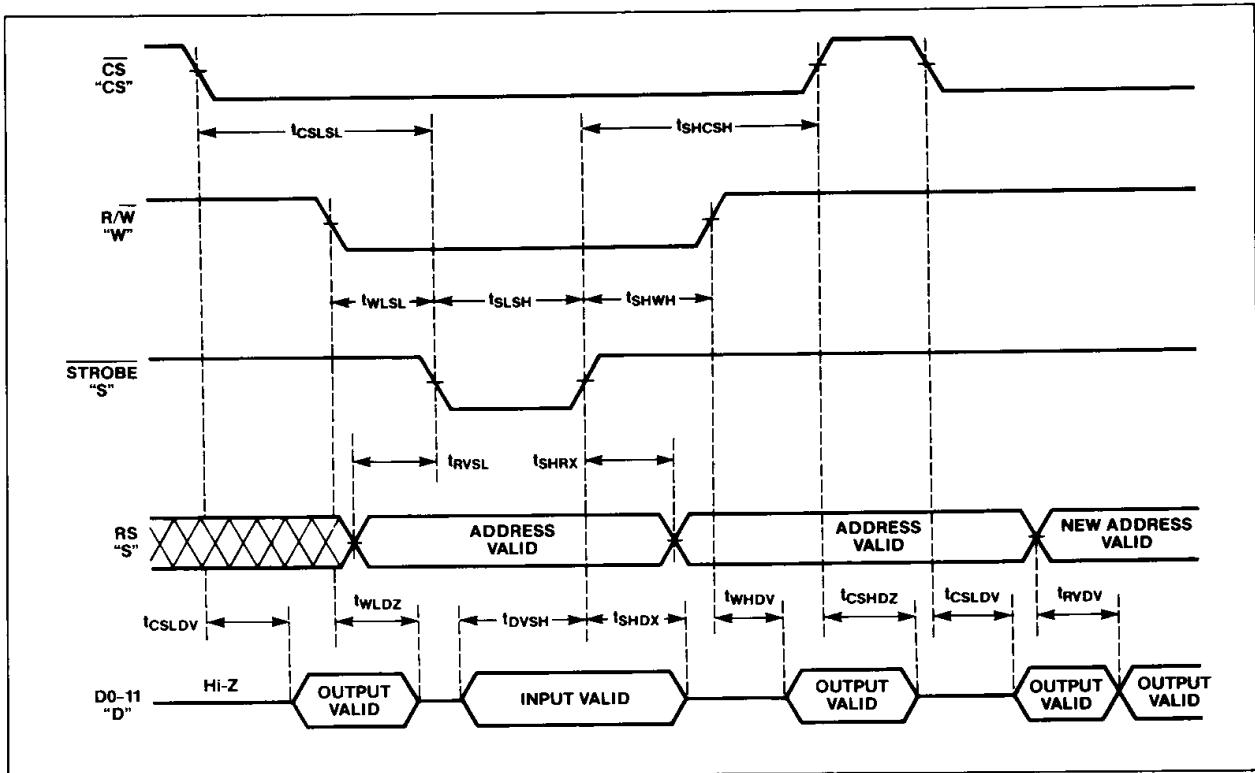 CS
"CS"
tCSLSL
tSHCSH
R/W
"W"
tWLSL
tSLSH
tSHWH
STROBE
"S"
tRVSL
tSHRX
RS
"S"
ADDRESS
VALID
ADDRESS
VALID
NEW ADDRESS
VALID
tCSLDV
tWLDZ
tDVSH
tSHDX
tWHDV
tCSHDZ
tCSLDV
tRVDV
D0-11
"D"
Hi-Z
OUTPUT
VALID
INPUT VALID
OUTPUT
VALID
OUTPUT
VALID
OUTPUT
VALID